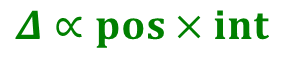 Δ ∝ pos × int